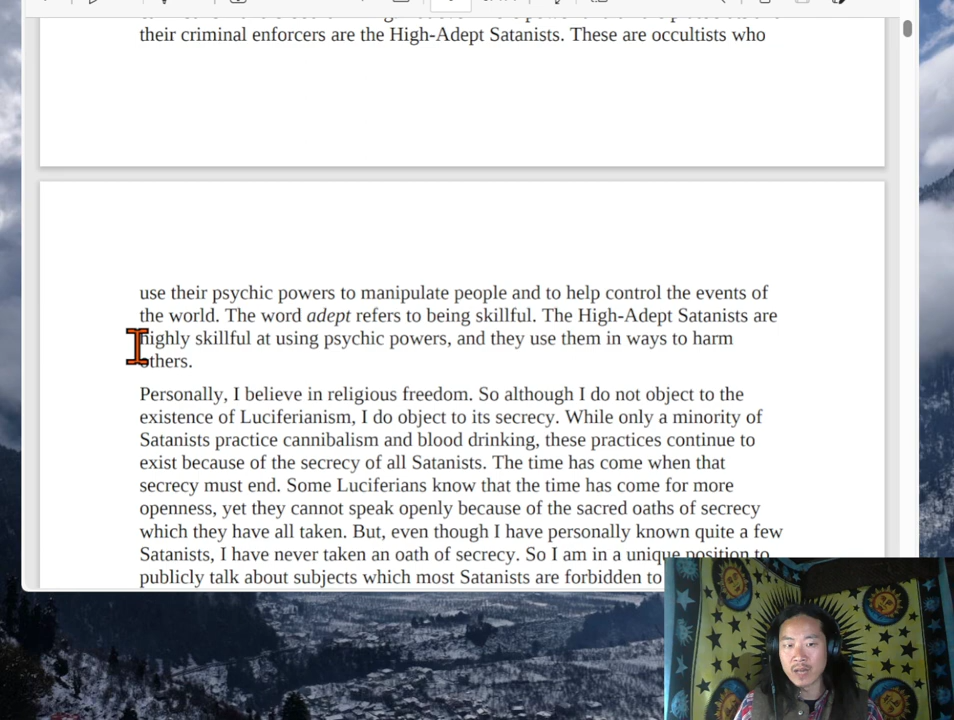 their criminal enforcers are the High-Adept Satanists. These are occultists who
use their psychic powers to manipulate people and to help control the events of
the world. The word adept refers to being skillful. The High-Adept Satanists are
highly skillful at using psychic powers, and they use them in ways to harm
others.
Personally, I believe in religious freedom. So although I do not object to the
existence of Luciferianism, I do object to its secrecy. While only a minority of
Satanists practice cannibalism and blood drinking, these practices continue to
exist because of the secrecy of all Satanists. The time has come when that
secrecy must end. Some Luciferians know that the time has come for more
openness, yet they cannot speak openly because of the sacred oaths of secrecy
which they have all taken. But, even though I have personally known quite a few
Satanists, I have never taken an oath of secrecy. So I am in a unique position to
publicly talk about subjects which most Satanists are forbidden to